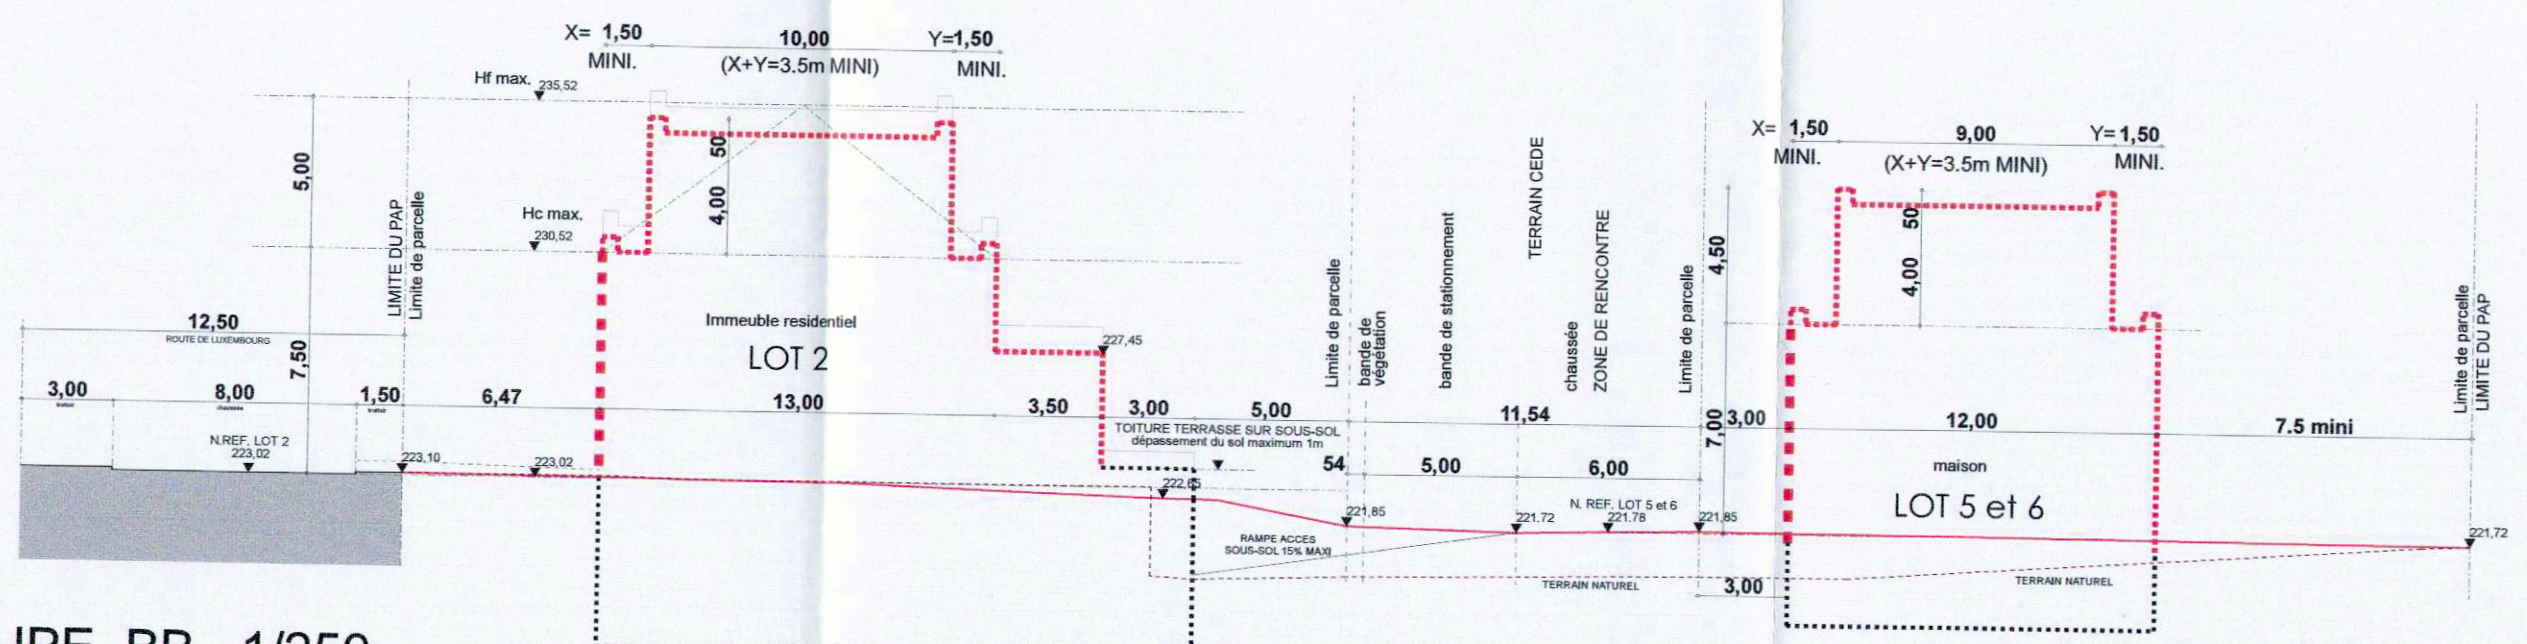 X= 1,50 10,00 Y=1,50
MINI. (X+Y=3.5m MINI) MINI.
Hf max. 235,52
5,00
50
4,00
Hc max.
230,52
LIMITE DU PAP
Limite de parcelle
12,50
ROUTE DE LUXEMBOURG
7,50
Immeuble residentiel
LOT 2
227,45
3,00 8,00 1,50 6,47 13,00 3,50 3,00 5,00
trottoir chaussée trottoir
N.REF. LOT 2
223,02
223,10
223,02
TOITURE TERRASSE SUR SOUS-SOL
dépassement du sol maximum 1m
222,65
RAMPE ACCES
SOUS-SOL 15% MAXI
Limite de parcelle
bande de
végétation
bande de stationnement
TERRAIN CEDE
chaussée
ZONE DE RENCONTRE
Limite de parcelle
11,54
54 5,00 6,00
N. REF. LOT 5 et 6
221,85 221.72 221.78 221,85
TERRAIN NATUREL
X= 1,50 9,00 Y=1,50
MINI. (X+Y=3.5m MINI) MINI.
4,50
50
4,00
7,00
3,00 12,00 7.5 mini
maison
LOT 5 et 6
Limite de parcelle
LIMITE DU PAP
221,72
TERRAIN NATUREL
3,00